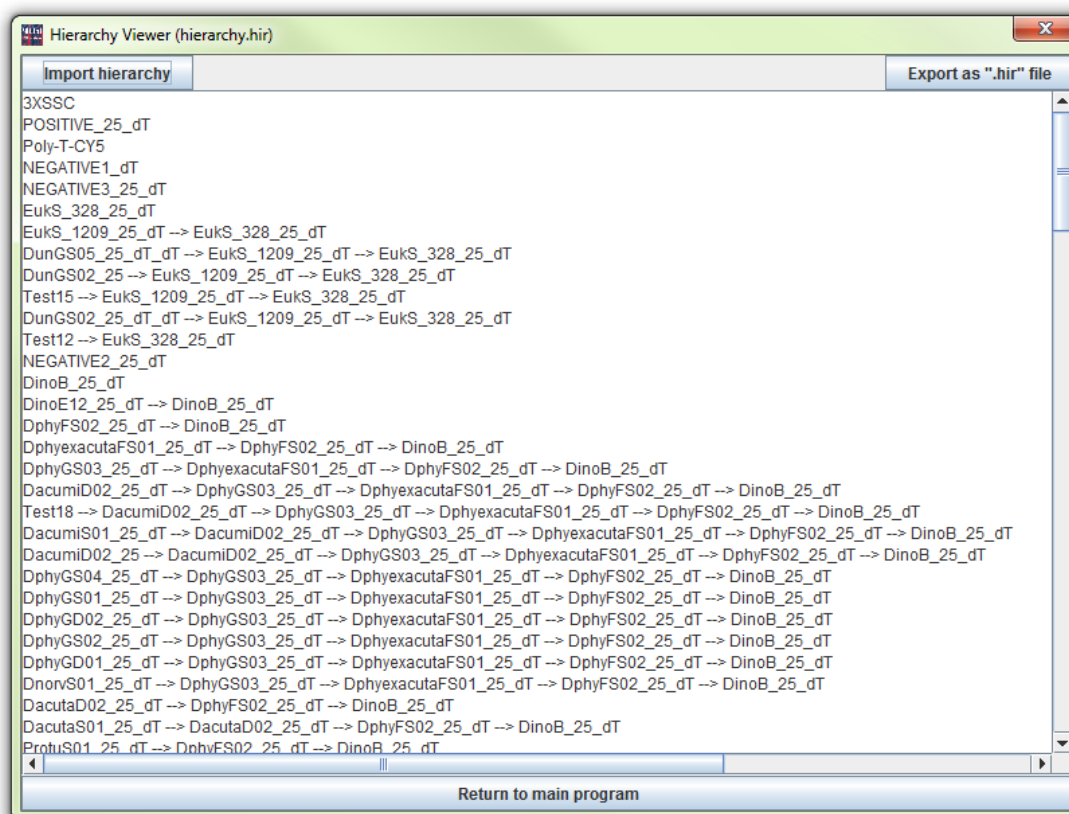 Hierarchy Viewer (hierarchy.hir)
X
Import hierarchy
Export as ".hir" file
3XSSC
POSITIVE_25_dT
Poly-T-CY5
NEGATIVE1_dT
NEGATIVE3_25_dT
EukS_328_25_dT
EukS_1209_25_dT --> EukS_328_25_dT
DunGS05_25_dT_dT --> EukS_1209_25_dT --> EukS_328_25_dT
DunGS02_25 --> EukS_1209_25_dT --> EukS_328_25_dT
Test15 --> EukS_1209_25_dT --> EukS_328_25_dT
DunGS02_25_dT_dT --> EukS_1209_25_dT --> EukS_328_25_dT
Test12 --> EukS_328_25_dT
NEGATIVE2_25_dT
DinoB_25_dT
DinoE12_25_dT --> DinoB_25_dT
DphyFS02_25_dT --> DinoB_25_dT
DphyexacutaFS01_25_dT --> DphyFS02_25_dT --> DinoB_25_dT
DphyGS03_25_dT --> DphyexacutaFS01_25_dT --> DphyFS02_25_dT --> DinoB_25_dT
DacumiD02_25_dT --> DphyGS03_25_dT --> DphyexacutaFS01_25_dT --> DphyFS02_25_dT --> DinoB_25_dT
Test18 --> DacumiD02_25_dT --> DphyGS03_25_dT --> DphyexacutaFS01_25_dT --> DphyFS02_25_dT --> DinoB_25_dT
DacumiS01_25_dT --> DacumiD02_25_dT --> DphyGS03_25_dT --> DphyexacutaFS01_25_dT --> DphyFS02_25_dT --> DinoB_25_dT
DacumiD02_25 --> DacumiD02_25_dT --> DphyGS03_25_dT --> DphyexacutaFS01_25_dT --> DphyFS02_25_dT --> DinoB_25_dT
DphyGS04_25_dT --> DphyGS03_25_dT --> DphyexacutaFS01_25_dT --> DphyFS02_25_dT --> DinoB_25_dT
DphyGS01_25_dT --> DphyGS03_25_dT --> DphyexacutaFS01_25_dT --> DphyFS02_25_dT --> DinoB_25_dT
DphyGD02_25_dT --> DphyGS03_25_dT --> DphyexacutaFS01_25_dT --> DphyFS02_25_dT --> DinoB_25_dT
DphyGS02_25_dT --> DphyGS03_25_dT --> DphyexacutaFS01_25_dT --> DphyFS02_25_dT --> DinoB_25_dT
DphyGD01_25_dT --> DphyGS03_25_dT --> DphyexacutaFS01_25_dT --> DphyFS02_25_dT --> DinoB_25_dT
DnorvS01_25_dT --> DphyGS03_25_dT --> DphyexacutaFS01_25_dT --> DphyFS02_25_dT --> DinoB_25_dT
DacutaD02_25_dT --> DphyFS02_25_dT --> DinoB_25_dT
DacutaS01_25_dT --> DacutaD02_25_dT --> DphyFS02_25_dT --> DinoB_25_dT
ProtuS01_25_dT --> DphyFS02_25_dT --> DinoB_25_dT
Return to main program